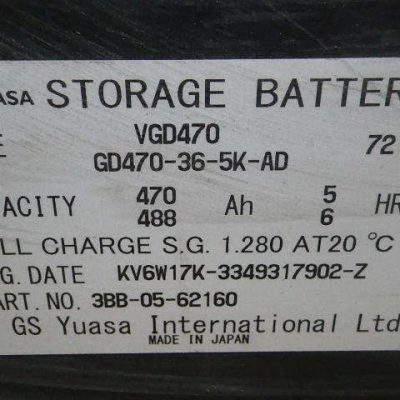 ASA STORAGE BATTER
E VGD470 72
GD470-36-5K-AD
ACITY 470 Ah 5 HR
488 6
LL CHARGE S.G. 1.280 AT20 °C
G. DATE KV6W17K-3349317902-Z
ART. NO. 3BB-05-62160
GS Yuasa International Ltd
MADE IN JAPAN